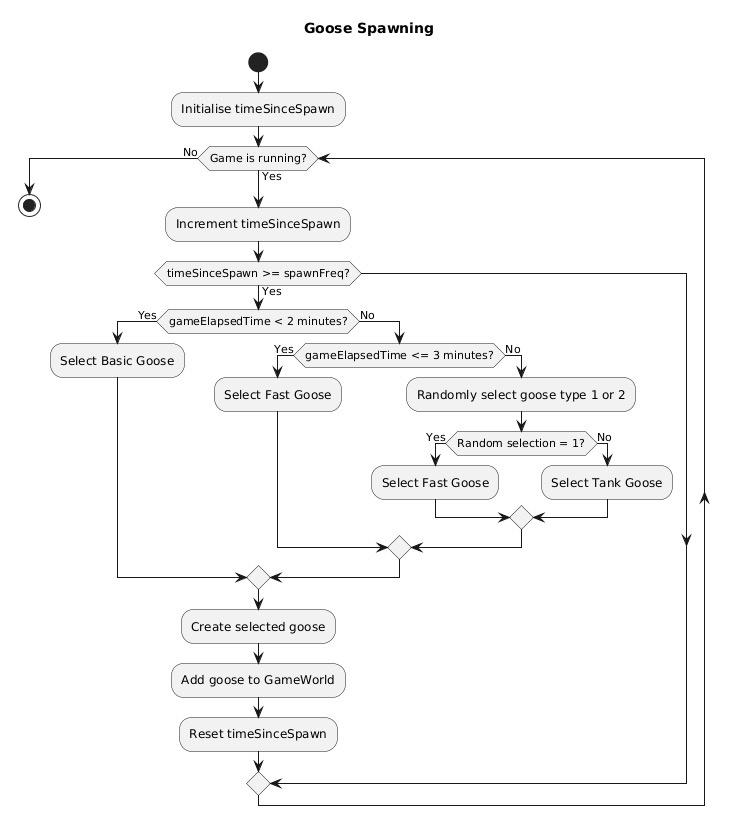 Goose Spawning
Initialise timeSinceSpawn
No
Game is running?
Yes
Increment timeSinceSpawn
timeSinceSpawn >= spawnFreq?
Yes
Yes
gameElapsedTime < 2 minutes?
No
Select Basic Goose
Yes
gameElapsedTime <= 3 minutes?
No
Select Fast Goose
Randomly select goose type 1 or 2
Yes
Random selection = 1?
No
Select Fast Goose
Select Tank Goose
Create selected goose
Add goose to GameWorld
Reset timeSinceSpawn